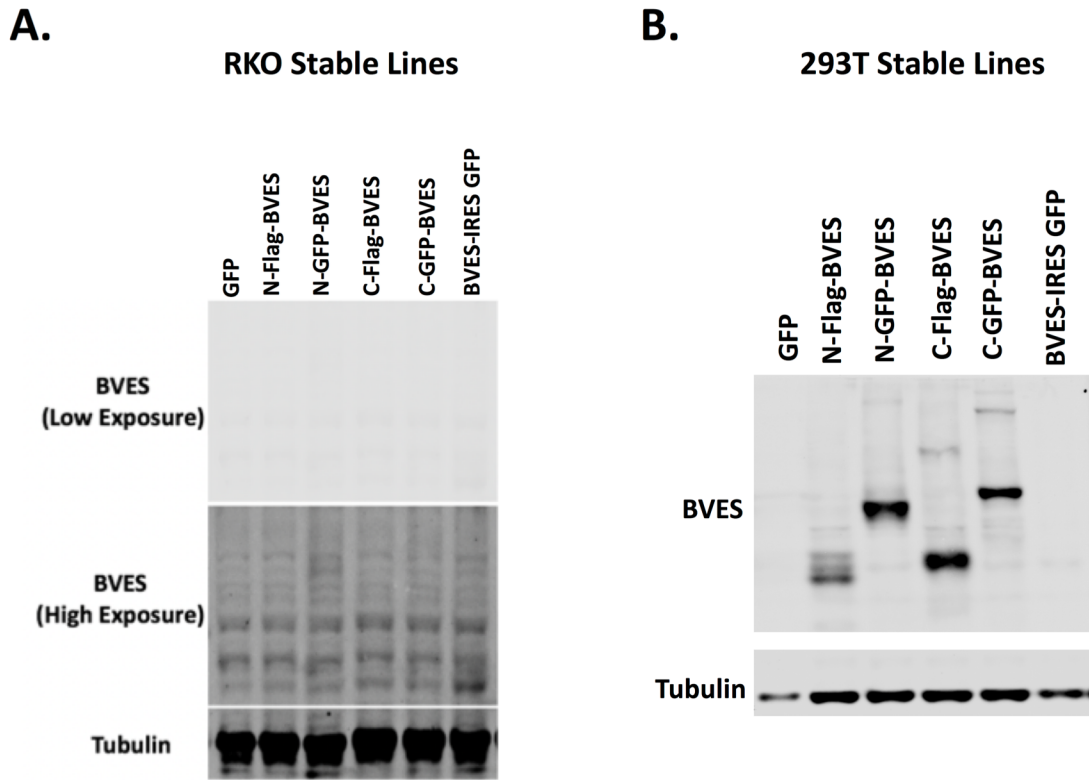 A.
RKO Stable Lines
GFP
N-Flag-BVES
N-GFP-BVES
C-Flag-BVES
C-GFP-BVES
BVES-IRES GFP
BVES
(Low Exposure)
BVES
(High Exposure)
Tubulin
B.
293T Stable Lines
GFP
N-Flag-BVES
N-GFP-BVES
C-Flag-BVES
C-GFP-BVES
BVES-IRES GFP
BVES
Tubulin